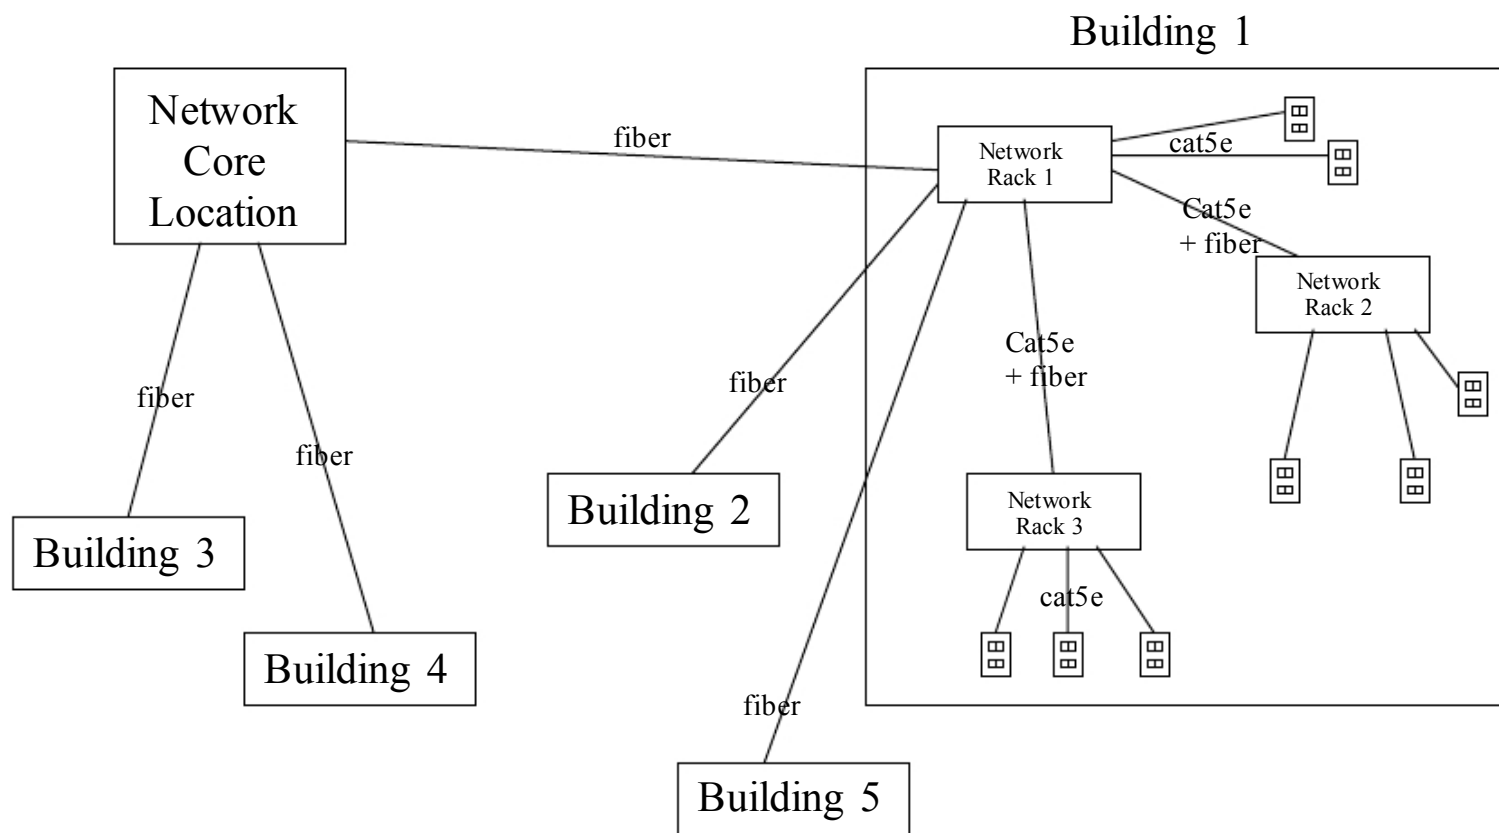 Building 1
Network
Core
Location
fiber
Network
Rack 1
cat5e
Cat5e
+ fiber
Network
Rack 2
Cat5e
+ fiber
fiber
fiber
fiber
Network
Rack 3
Building 2
Building 3
cat5e
Building 4
fiber
Building 5